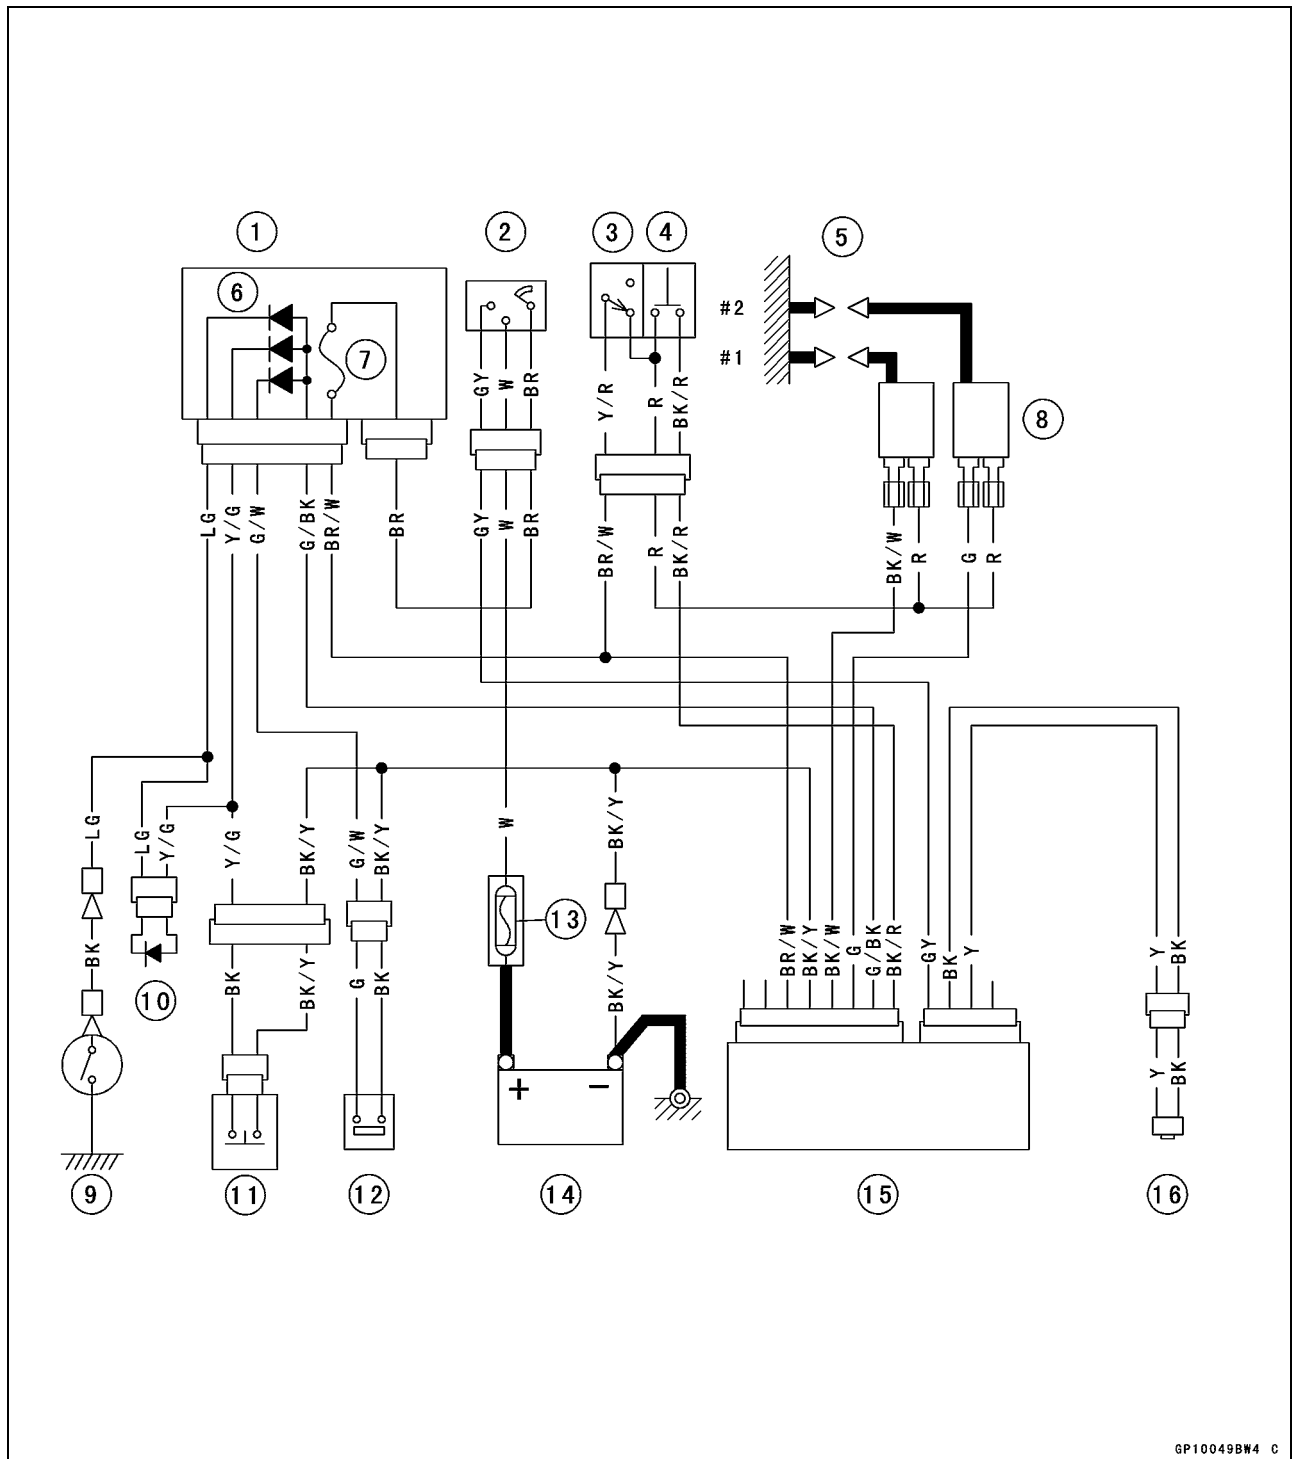 1 2 3 4 5
6
#2
7 #1
GY W BR Y/R R BK/R
8
LG Y/G G/W G/BK BR/W BR GY W BR BR/W R BK/R BK/W R G R
LG LG Y/G Y/G BK/Y G/W BK/Y W BK/Y
13
BK BK BK/Y G BK BK/Y BR/W BK/Y BK/W G G/BK BK/R GY BK Y Y BK
10
+ − Y BK
9 11 12 14 15 16
GP10049BW4 C